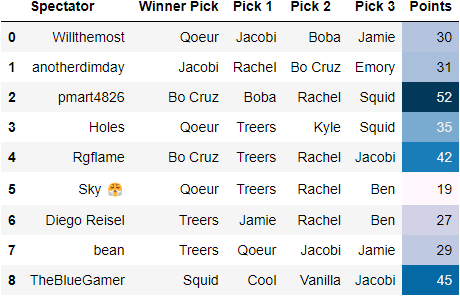 Spectator Winner Pick Pick 1 Pick 2 Pick 3 Points
0 Willthemost Qoeur Jacobi Boba Jamie 30
1 anotherdimday Jacobi Rachel Bo Cruz Emory 31
2 pmart4826 Bo Cruz Boba Rachel Squid 52
3 Holes Qoeur Treers Kyle Squid 35
4 Rgflame Bo Cruz Treers Rachel Jacobi 42
5 Sky 😤 Qoeur Treers Rachel Ben 19
6 Diego Reisel Treers Jamie Rachel Ben 27
7 bean Treers Qoeur Jacobi Jamie 29
8 TheBlueGamer Squid Cool Vanilla Jacobi 45